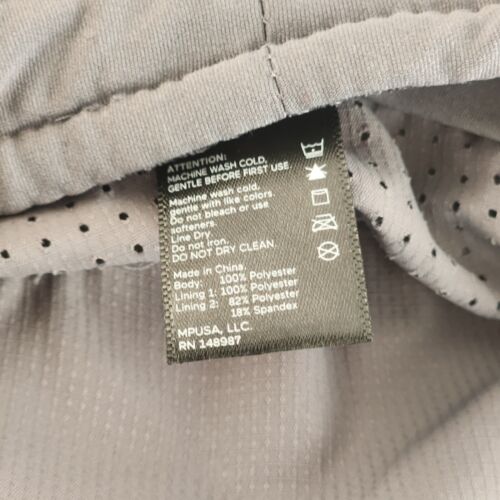 ATTENTION:
MACHINE WASH COLD,
GENTLE BEFORE FIRST USE
Machine wash cold,
gentle with like colors.
Do not bleach or use
softeners.
Line Dry.
Do not iron.
DO NOT DRY CLEAN.
Made in China.
Body: 100% Polyester
Lining 1: 100% Polyester
Lining 2: 82% Polyester
18% Spandex
MPUSA, LLC.
RN 148987